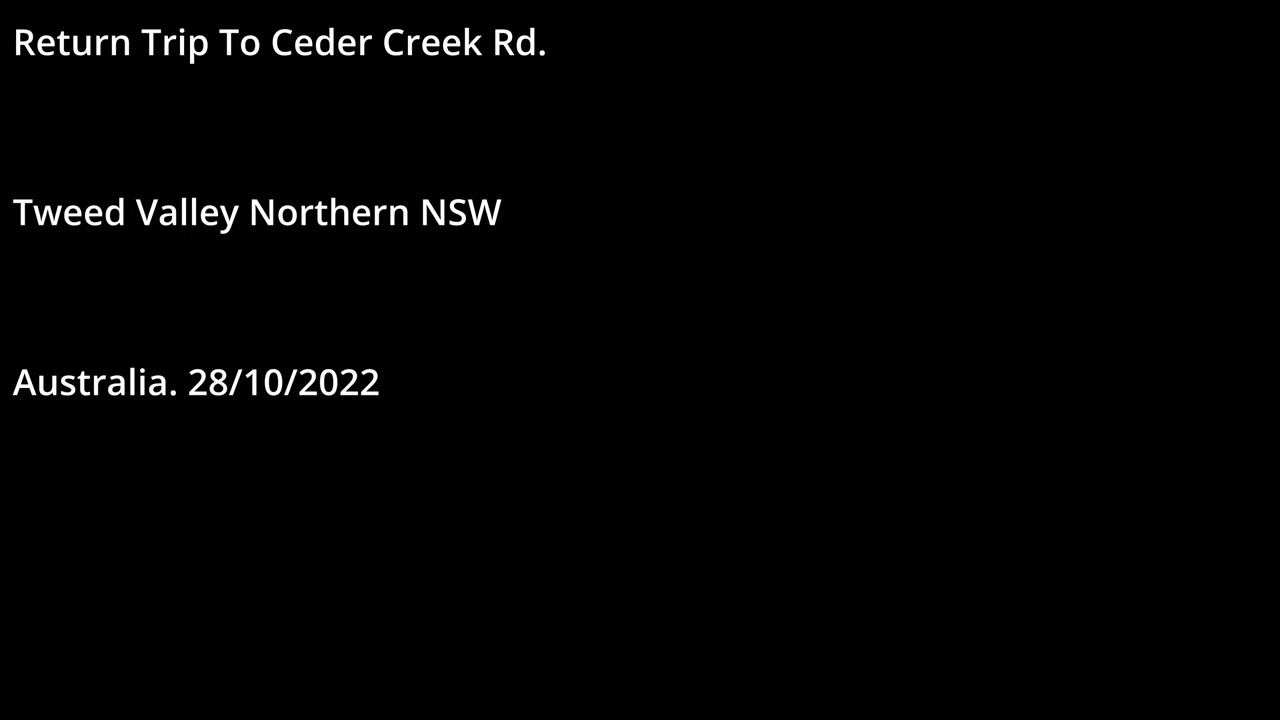 Return Trip To Ceder Creek Rd.
Tweed Valley Northern NSW
Australia. 28/10/2022